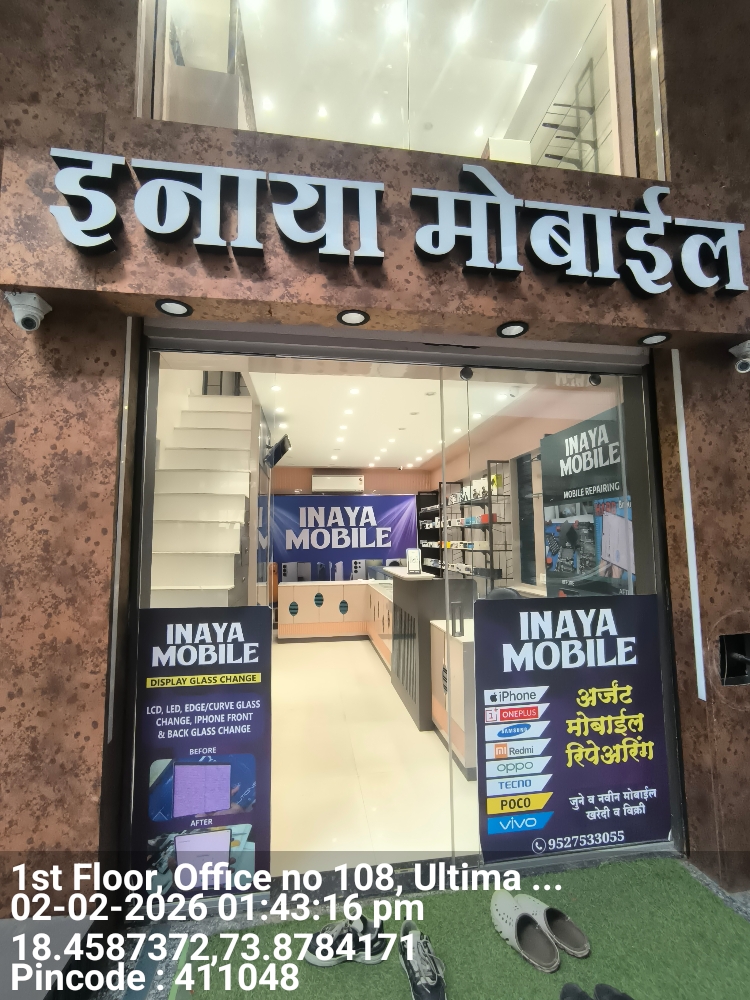 इनाया मोबाईल
INAYA
MOBILE
MOBILE REPAIRING
INAYA
MOBILE
INAYA
MOBILE
DISPLAY GLASS CHANGE
LCD, LED, EDGE/CURVE GLASS
CHANGE, IPHONE FRONT
& BACK GLASS CHANGE
BEFORE
AFTER
INAYA
MOBILE
iPhone
ONEPLUS
SAMSUNG
mi Redmi
oppo
TECNO
POCO
vivo
अर्जंट
मोबाईल
रिपेअरिंग
जुने व नवीन मोबाईल
खरेदी व विक्री
9527533055
1st Floor, Office no 108, Ultima ...
02-02-2026 01:43:16 pm
18.4587372,73.8784171
Pincode : 411048